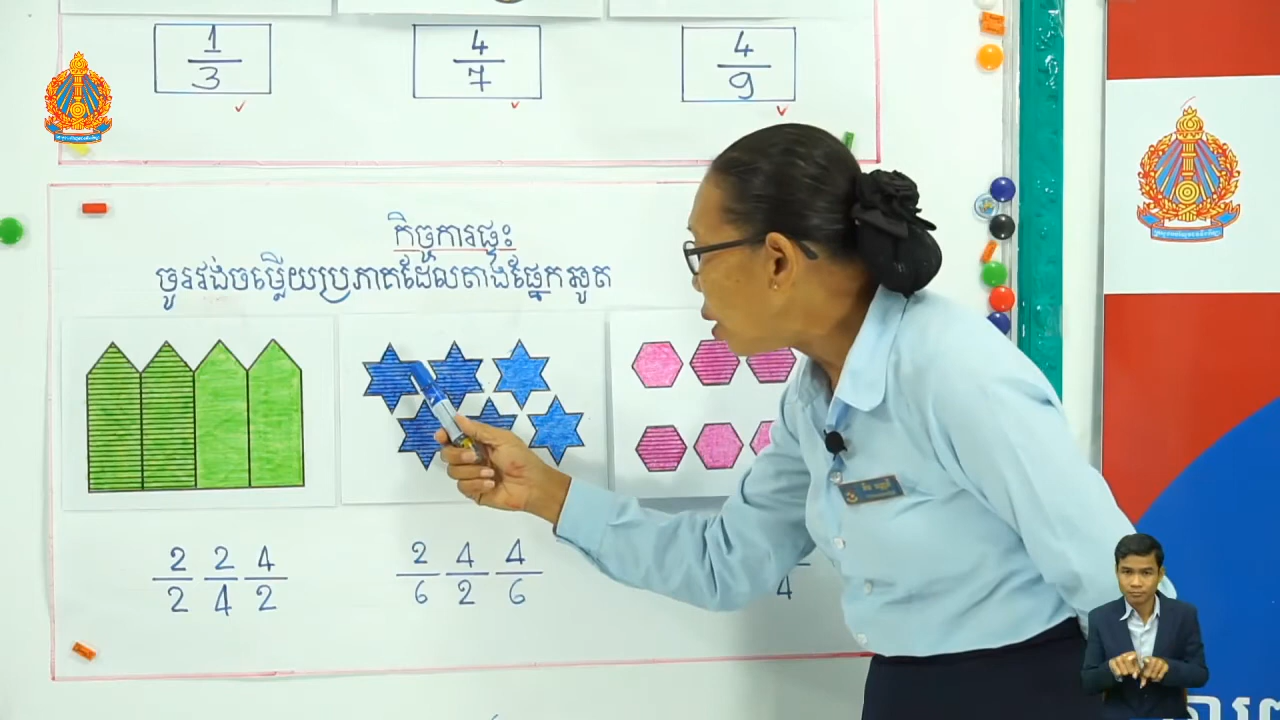 1/3 4/7 4/9
កិច្ចការផ្ទះ
ចូរវង់ចម្លើយប្រភាគដែលតាងផ្នែកឆូត
2/2 2/4 4/2 2/6 4/2 4/6